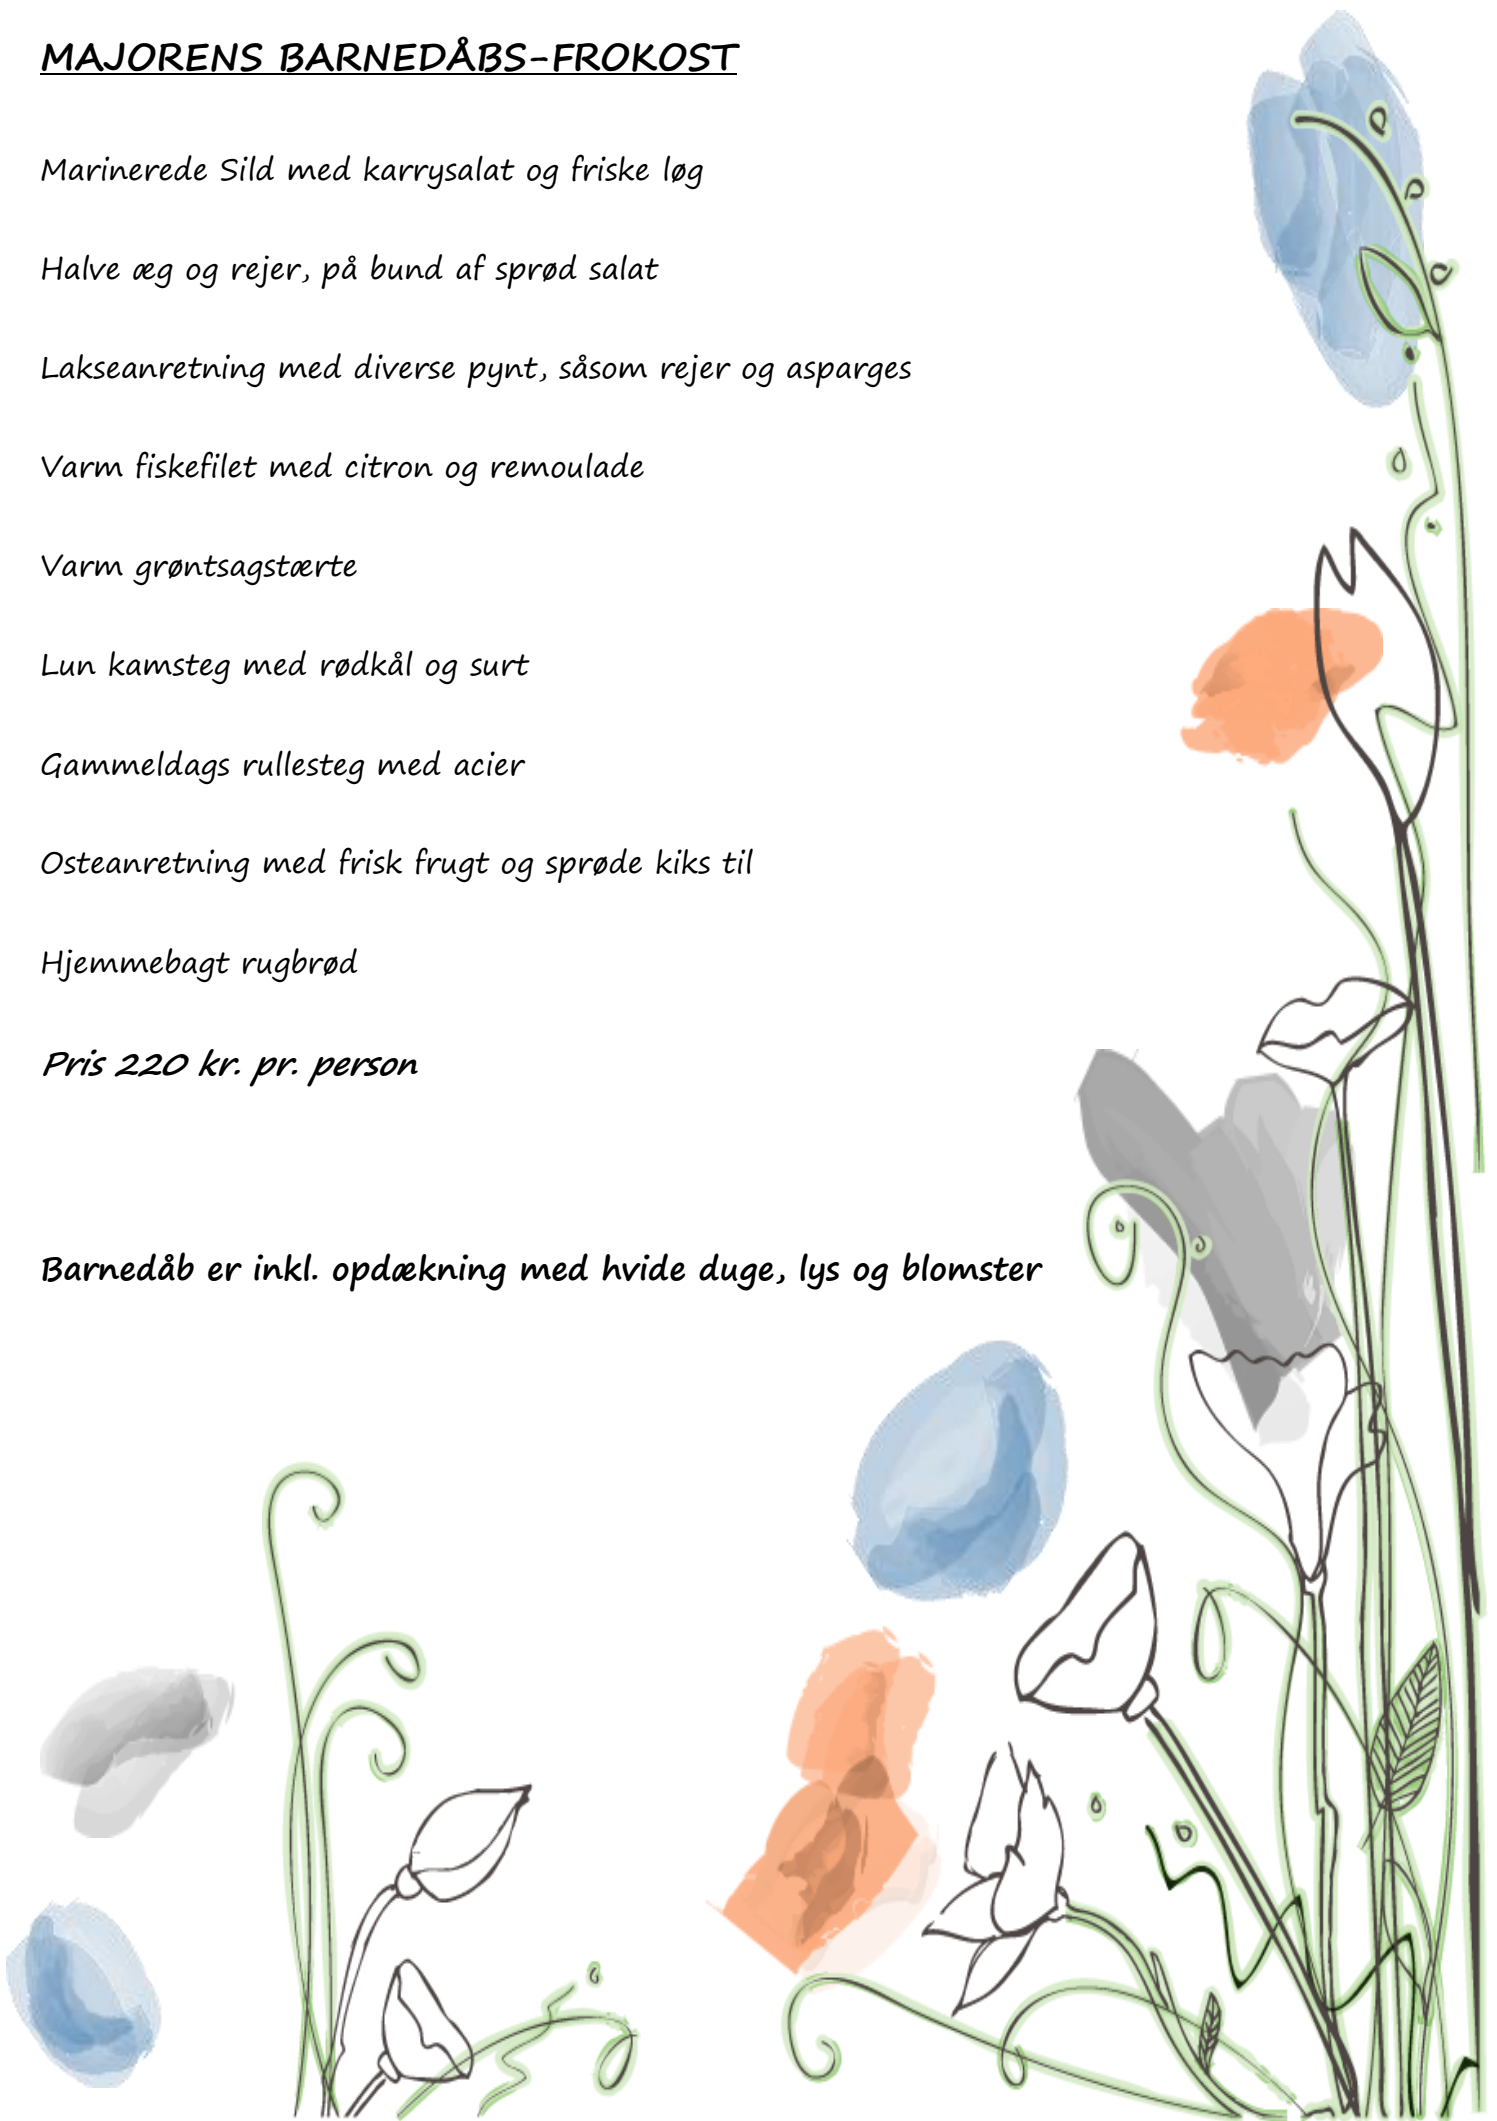 MAJORENS BARNEDÅBS-FROKOST
Marinerede Sild med karrysalat og friske løg
Halve æg og rejer, på bund af sprød salat
Lakseanretning med diverse pynt, såsom rejer og asparges
Varm fiskefilet med citron og remoulade
Varm grøntsagstærte
Lun kamsteg med rødkål og surt
Gammeldags rullesteg med acier
Osteanretning med frisk frugt og sprøde kiks til
Hjemmebagt rugbrød
Pris 220 kr. pr. person
Barnedåb er inkl. opdækning med hvide duge, lys og blomster